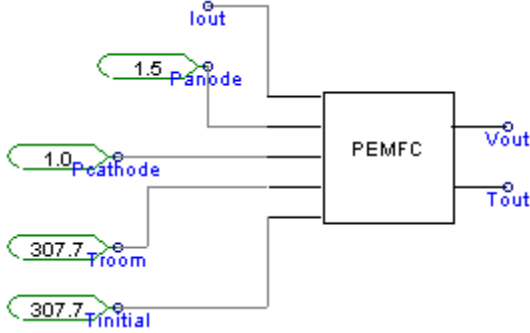 Iout
1.5
Panode
PEMFC
Vout
1.0
Pcathode
Tout
307.7
Troom
307.7
Tinitial